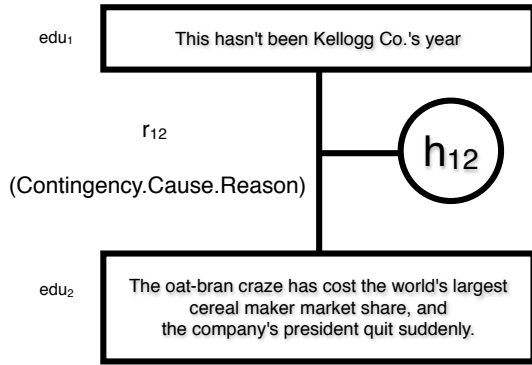 edu₁
This hasn't been Kellogg Co.'s year
r₁₂
h₁₂
(Contingency.Cause.Reason)
edu₂
The oat-bran craze has cost the world's largest
cereal maker market share, and
the company's president quit suddenly.